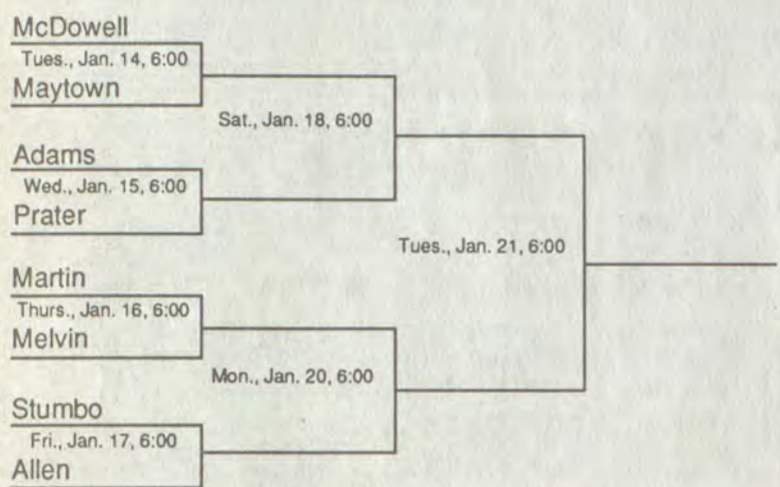 McDowell
Tues., Jan. 14, 6:00
Maytown
Sat., Jan. 18, 6:00
Adams
Wed., Jan. 15, 6:00
Prater
Tues., Jan. 21, 6:00
Martin
Thurs., Jan. 16, 6:00
Melvin
Mon., Jan. 20, 6:00
Stumbo
Fri., Jan. 17, 6:00
Allen